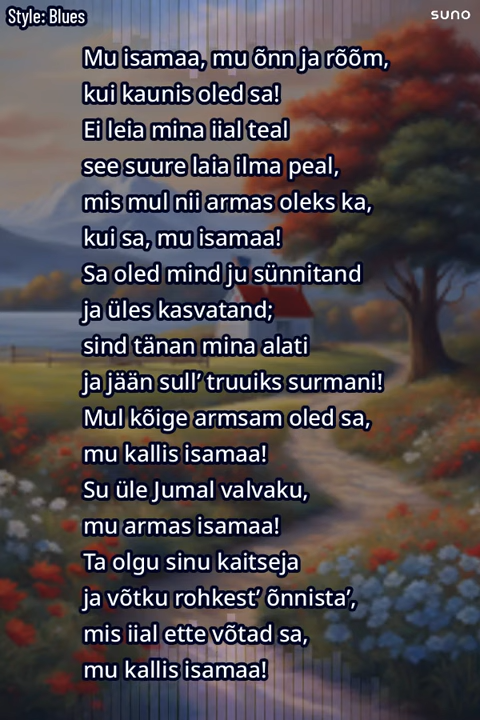 Style: Blues
suno
Mu isamaa, mu õnn ja rõõm,
kui kaunis oled sa!
Ei leia mina iial teal
see suure laia ilma peal,
mis mul nii armas oleks ka,
kui sa, mu isamaa!
Sa oled mind ju sünnitand
ja üles kasvatand;
sind tänan mina alati
ja jään sull’ truuiks surmani!
Mul kõige armsam oled sa,
mu kallis isamaa!
Su üle Jumal valvaku,
mu armas isamaa!
Ta olgu sinu kaitseja
ja võtku rohkest’ õnnista’,
mis iial ette võtad sa,
mu kallis isamaa!